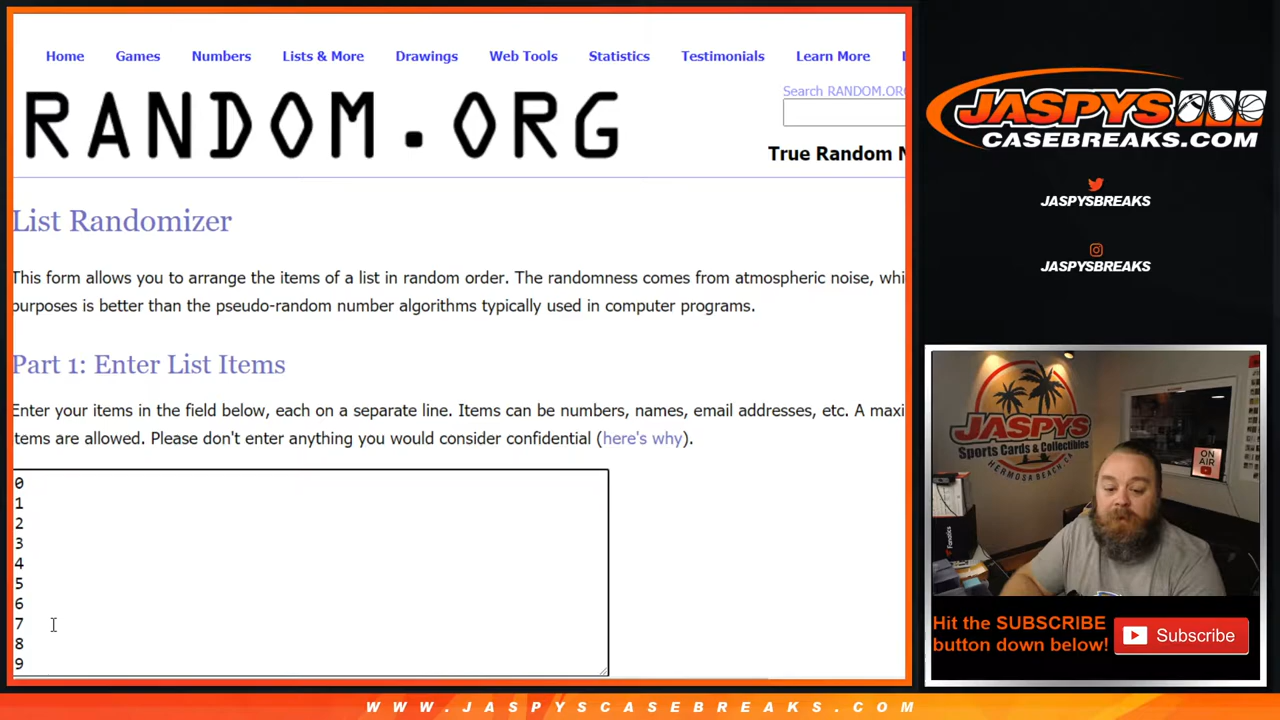 Home Games Numbers Lists & More Drawings Web Tools Statistics Testimonials Learn More
RANDOM.ORG
Search RANDOM.ORG
True Random
List Randomizer
This form allows you to arrange the items of a list in random order. The randomness comes from atmospheric noise,
purposes is better than the pseudo-random number algorithms typically used in computer programs.
Part 1: Enter List Items
Enter your items in the field below, each on a separate line. Items can be numbers, names, email addresses, etc. A
items are allowed. Please don't enter anything you would consider confidential (here's why).
0
1
2
3
4
5
6
7
8
9
JASPYS
CASEBREAKS.COM
JASPYSBREAKS
JASPYSBREAKS
JASPYS
Sports Cards & Collectibles
HERMOSA BEACH, CA
ON AIR
Fanatics
Hit the SUBSCRIBE
button down below!
Subscribe
WWW.JASPYSCASEBREAKS.COM